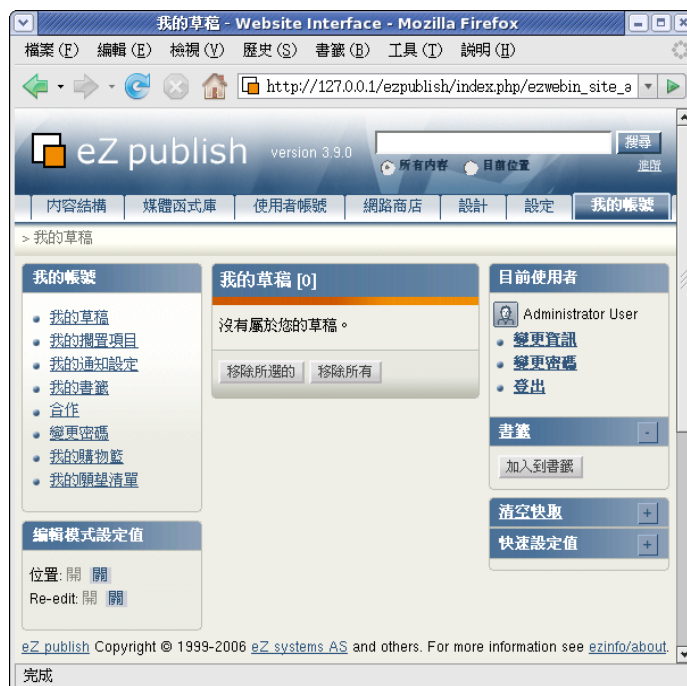 我的草稿 - Website Interface - Mozilla Firefox
檔案(F) 編輯(E) 檢視(V) 歷史(S) 書籤(B) 工具(T) 說明(H)
http://127.0.0.1/ezpublish/index.php/ezwebin_site_a
eZ publish version 3.9.0
搜尋
所有內容 目前位置 進階
內容結構 媒體函式庫 使用者帳號 網路商店 設計 設定 我的帳號
> 我的草稿
我的帳號
我的草稿
我的擱置項目
我的通知設定
我的書籤
合作
變更密碼
我的購物籃
我的願望清單
編輯模式設定值
位置: 開 關
Re-edit: 開 關
我的草稿 [0]
沒有屬於您的草稿。
移除所選的 移除所有
目前使用者
Administrator User
變更資訊
變更密碼
登出
書籤 -
加入到書籤
清空快取 +
快速設定值 +
eZ publish Copyright © 1999-2006 eZ systems AS and others. For more information see ezinfo/about.
完成